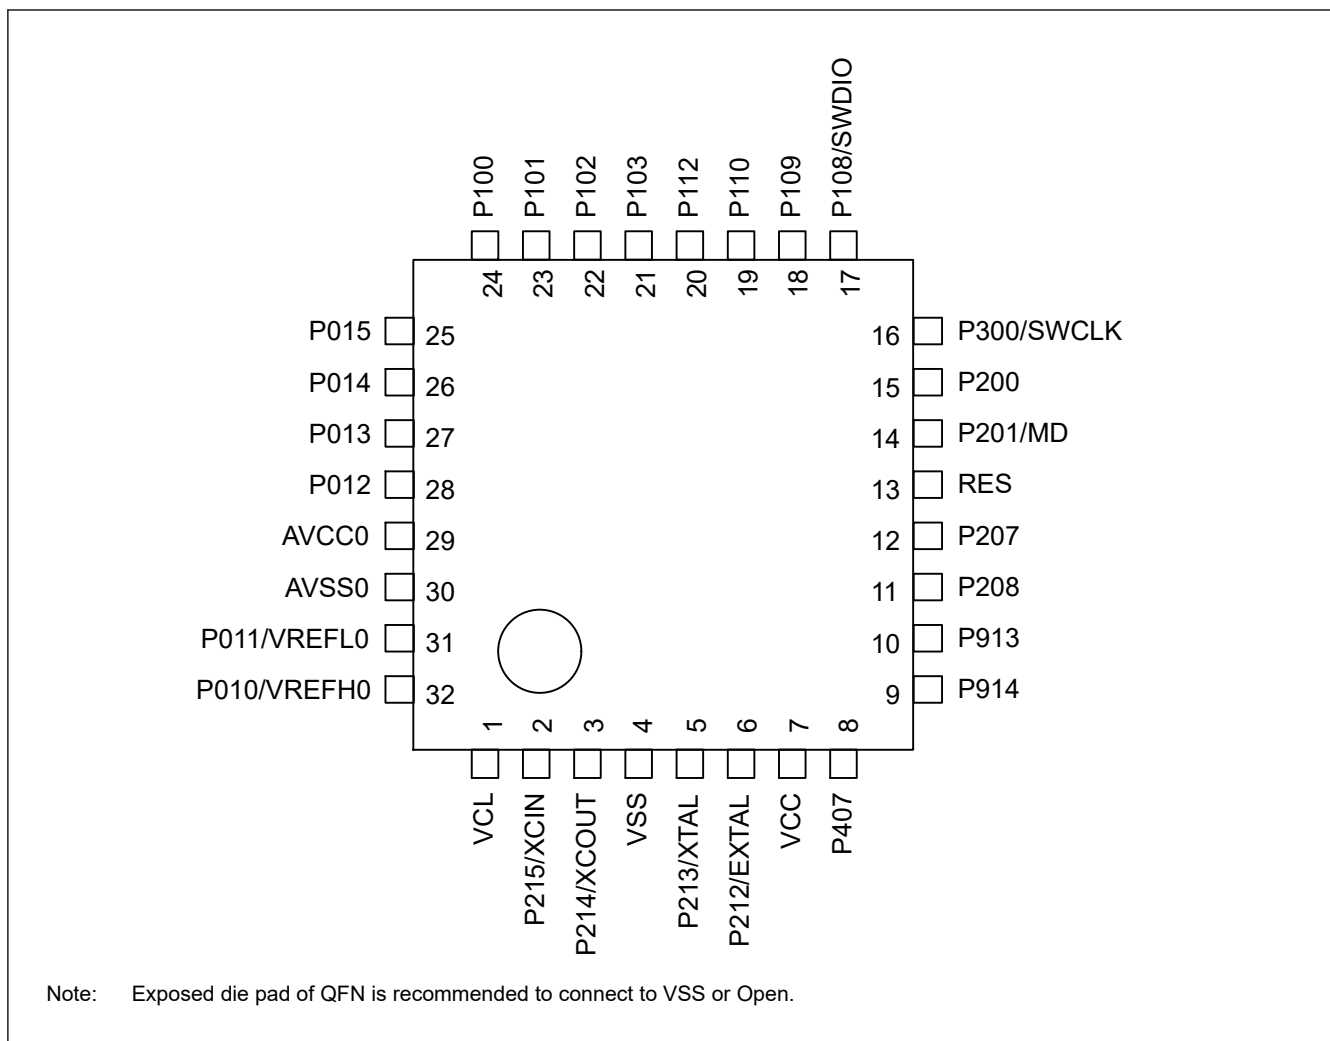 P100
P101
P102
P103
P112
P110
P109
P108/SWDIO
24
23
22
21
20
19
18
17
P015 25
P014 26
P013 27
P012 28
AVCC0 29
AVSS0 30
P011/VREFL0 31
P010/VREFH0 32
16 P300/SWCLK
15 P200
14 P201/MD
13 RES
12 P207
11 P208
10 P913
9 P914
1
2
3
4
5
6
7
8
VCL
P215/XCIN
P214/XCOUT
VSS
P213/XTAL
P212/EXTAL
VCC
P407
Note: Exposed die pad of QFN is recommended to connect to VSS or Open.